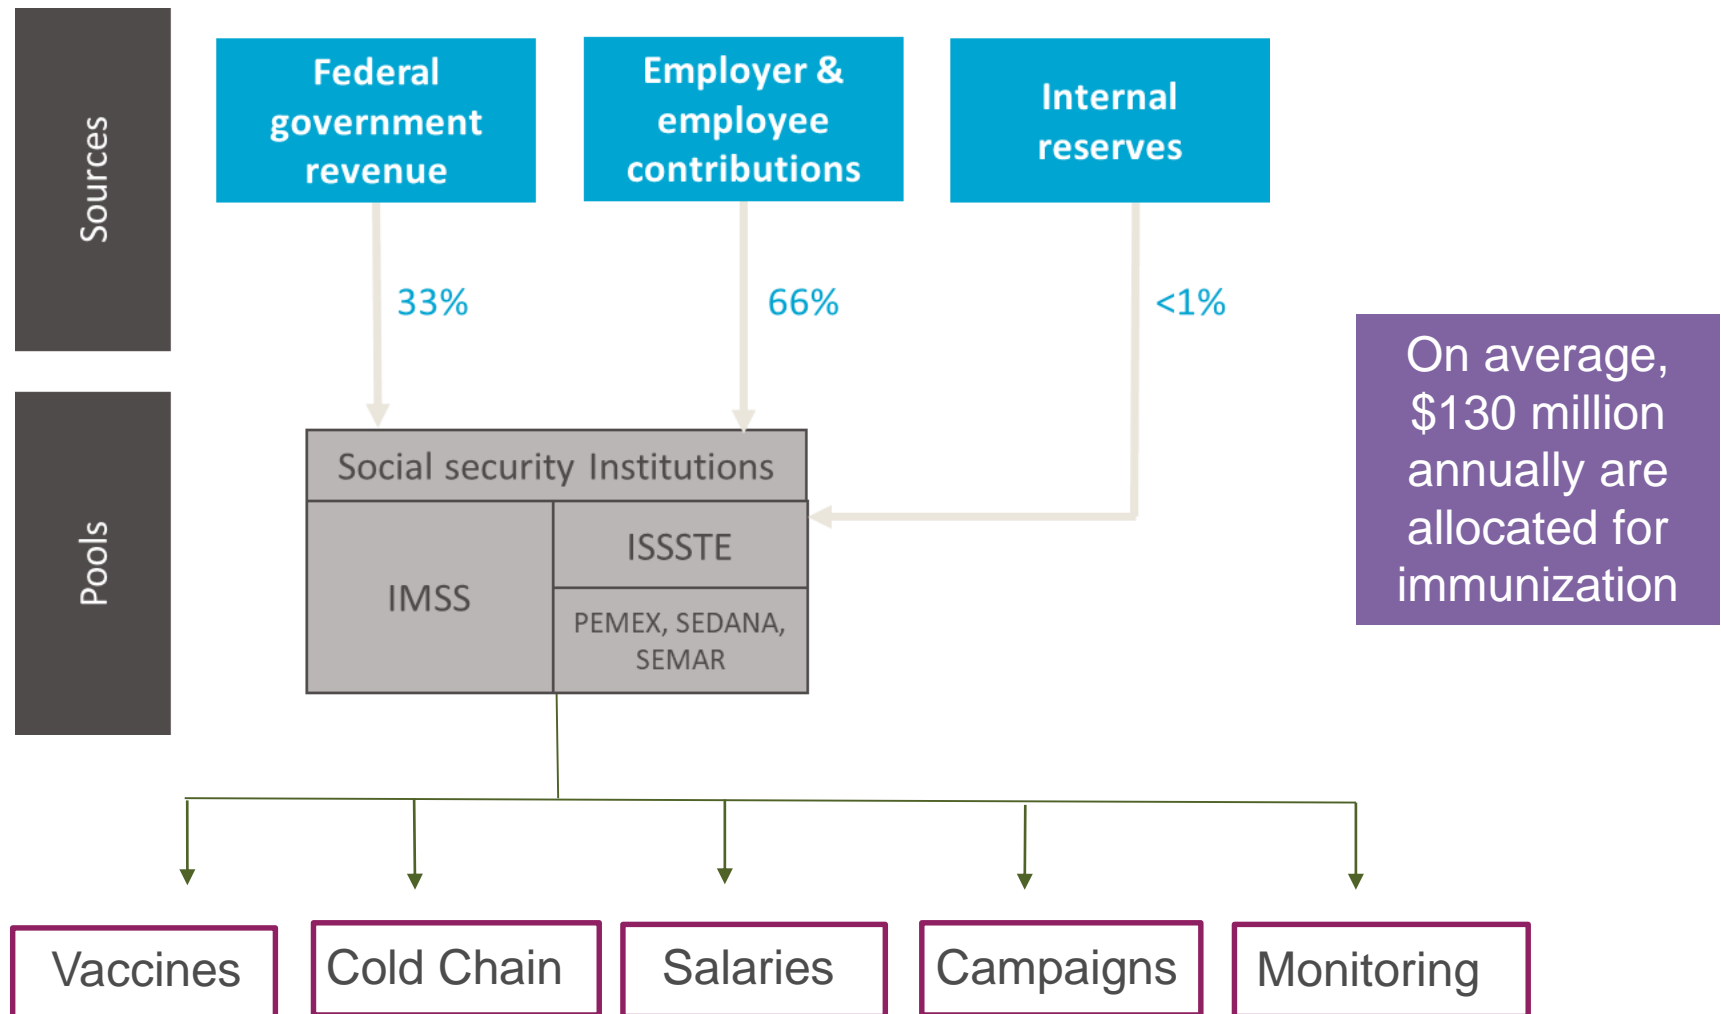 Sources
Federal
government
revenue
Employer &
employee
contributions
Internal
reserves
33%
66%
<1%
On average,
$130 million
annually are
allocated for
immunization
Pools
Social security Institutions
IMSS
ISSSTE
PEMEX, SEDANA,
SEMAR
Vaccines
Cold Chain
Salaries
Campaigns
Monitoring